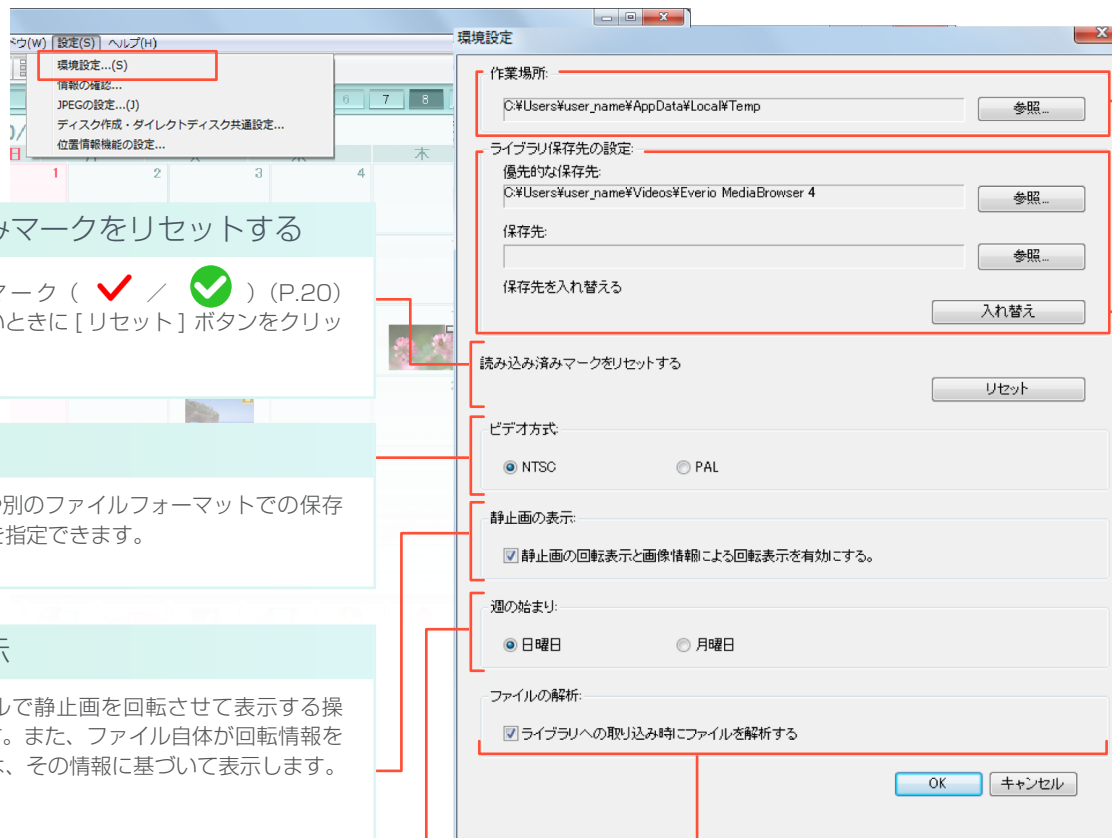 ウ(W) 設定(S) ヘルプ(H)
環境設定...(S)
情報の確認...
JPEGの設定...(J)
ディスク作成・ダイレクトディスク共通設定...
位置情報機能の設定...
6 7 8
日 木
1 2 3 4
みマークをリセットする
マーク ( / ) (P.20)
いときに [ リセット ] ボタンをクリッ
別のファイルフォーマットでの保存
を指定できます。
示
ルで静止画を回転させて表示する操
。また、ファイル自体が回転情報を
は、その情報に基づいて表示します。
環境設定
作業場所:
C:¥Users¥user_name¥AppData¥Local¥Temp
参照...
ライブラリ保存先の設定:
優先的な保存先:
C:¥Users¥user_name¥Videos¥Everio MediaBrowser 4
参照...
保存先:
参照...
保存先を入れ替える
入れ替え
読み込み済みマークをリセットする
リセット
ビデオ方式:
NTSC PAL
静止画の表示:
静止画の回転表示と画像情報による回転表示を有効にする。
週の始まり:
日曜日 月曜日
ファイルの解析:
ライブラリへの取り込み時にファイルを解析する
OK キャンセル